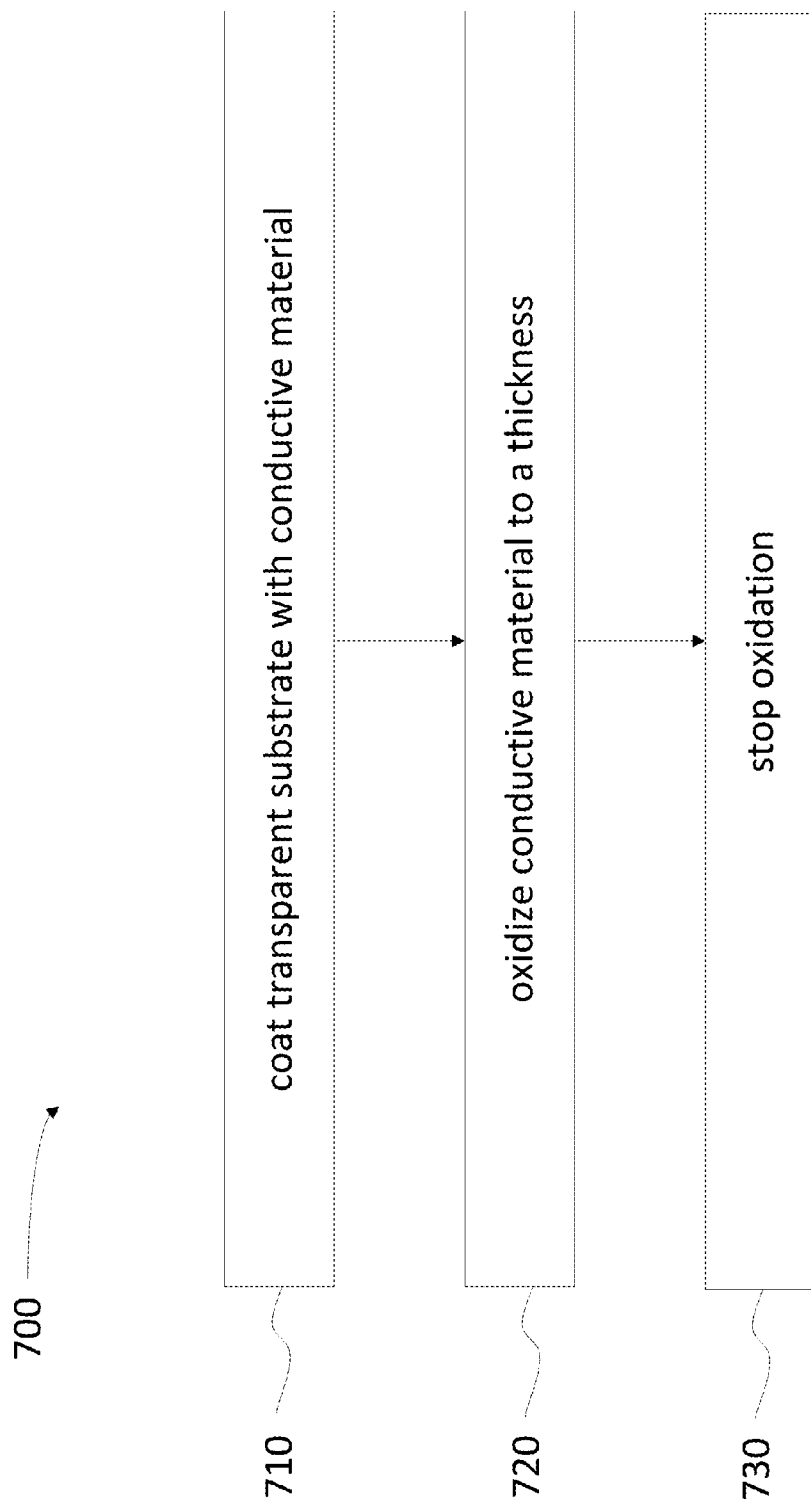 700
710
coat transparent substrate with conductive material
720
oxidize conductive material to a thickness
730
stop oxidation